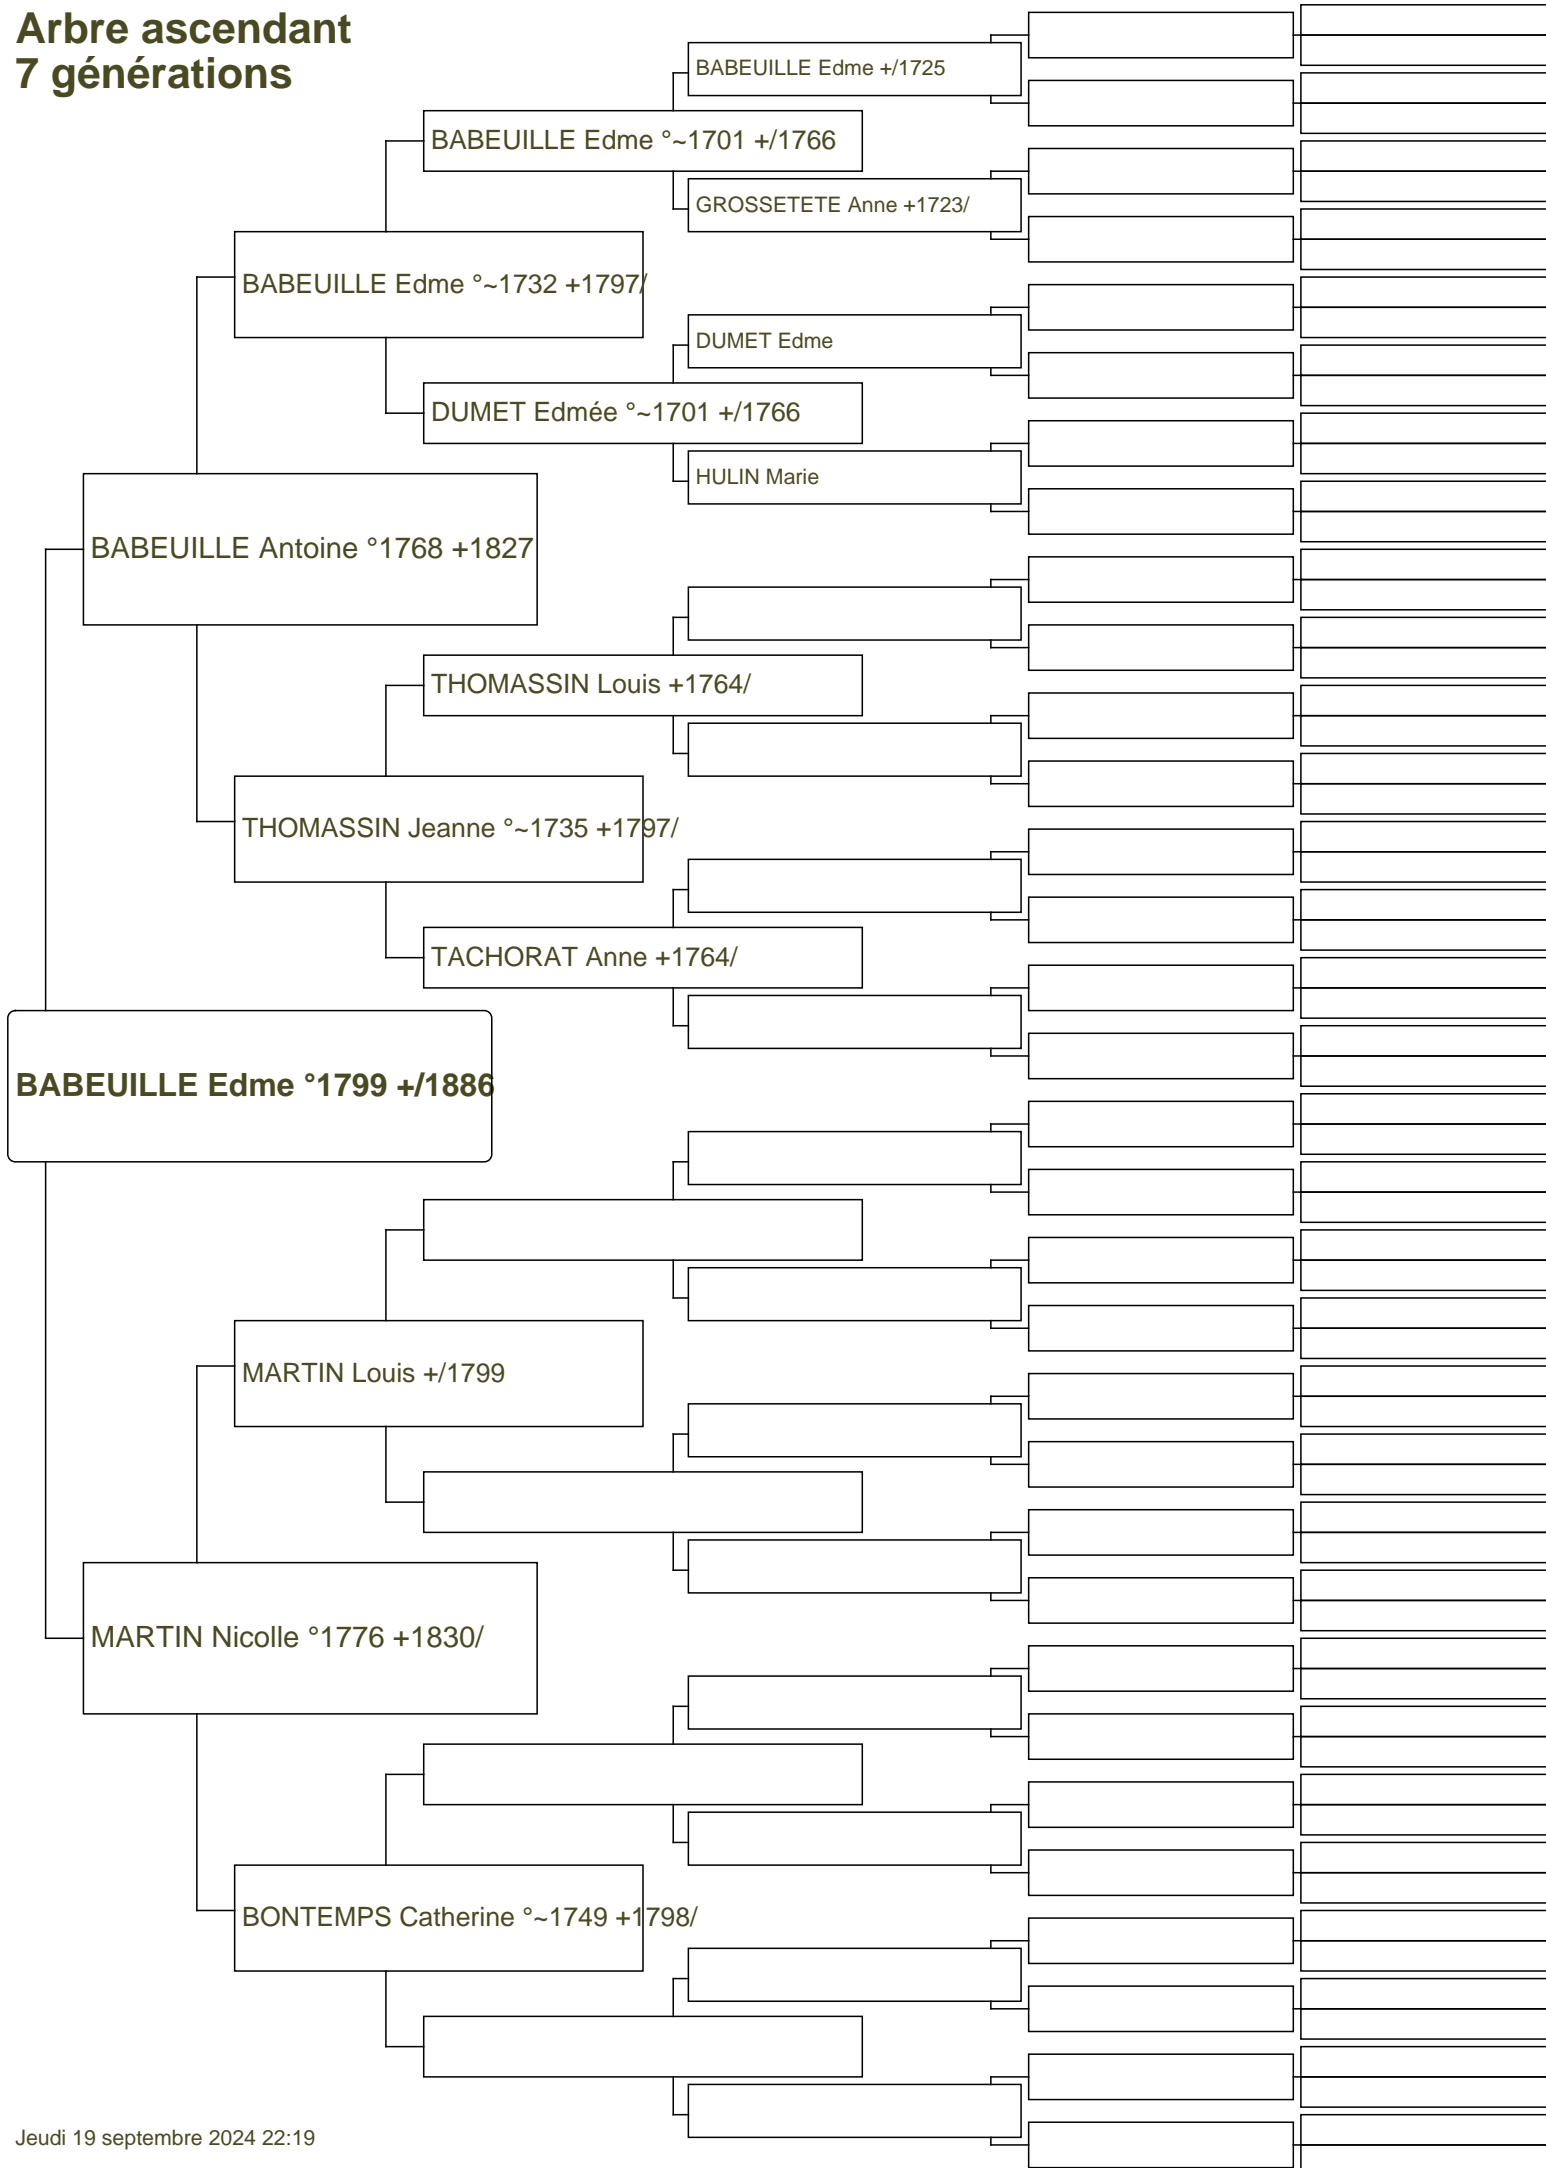 Arbre ascendant
7 générations
BABEUILLE Edme +/1725
BABEUILLE Edme °~1701 +/1766
GROSSETETE Anne +1723/
BABEUILLE Edme °~1732 +1797/
DUMET Edme
DUMET Edmée °~1701 +/1766
HULIN Marie
BABEUILLE Antoine °1768 +1827
THOMASSIN Louis +1764/
THOMASSIN Jeanne °~1735 +1797/
TACHORAT Anne +1764/
BABEUILLE Edme °1799 +/1886
MARTIN Louis +/1799
MARTIN Nicolle °1776 +1830/
BONTEMPS Catherine °~1749 +1798/
Jeudi 19 septembre 2024 22:19